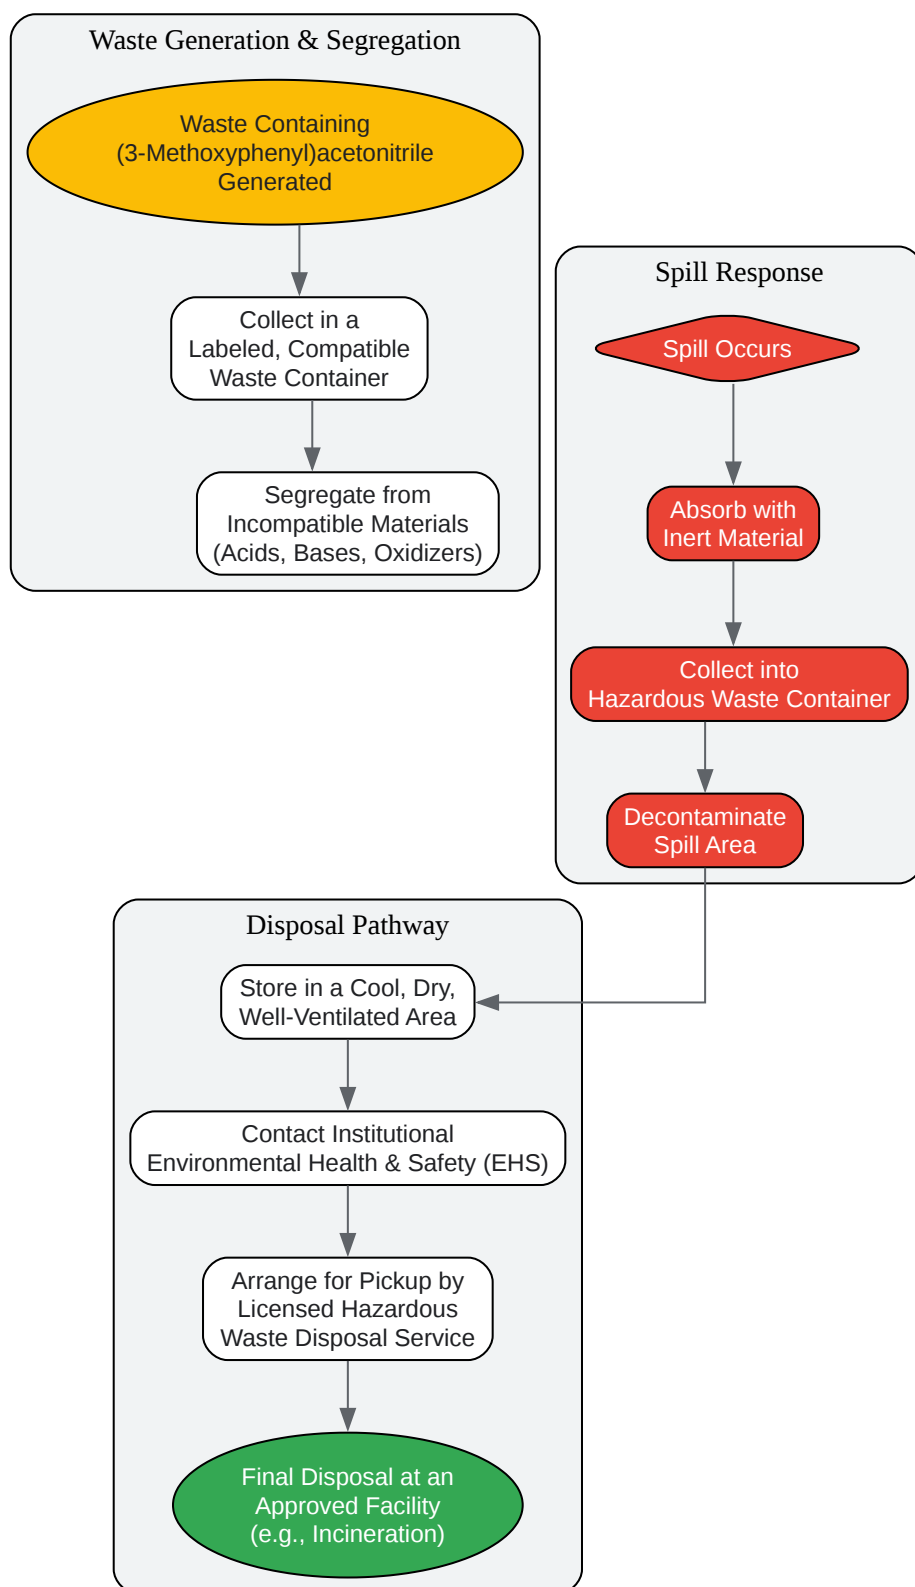 Waste Generation & Segregation
Waste Containing
(3-Methoxyphenyl)acetonitrile
Generated
Collect in a
Labeled, Compatible
Waste Container
Segregate from
Incompatible Materials
(Acids, Bases, Oxidizers)
Spill Response
Spill Occurs
Absorb with
Inert Material
Collect into
Hazardous Waste Container
Decontaminate
Spill Area
Disposal Pathway
Store in a Cool, Dry,
Well-Ventilated Area
Contact Institutional
Environmental Health & Safety (EHS)
Arrange for Pickup by
Licensed Hazardous
Waste Disposal Service
Final Disposal at an
Approved Facility
(e.g., Incineration)